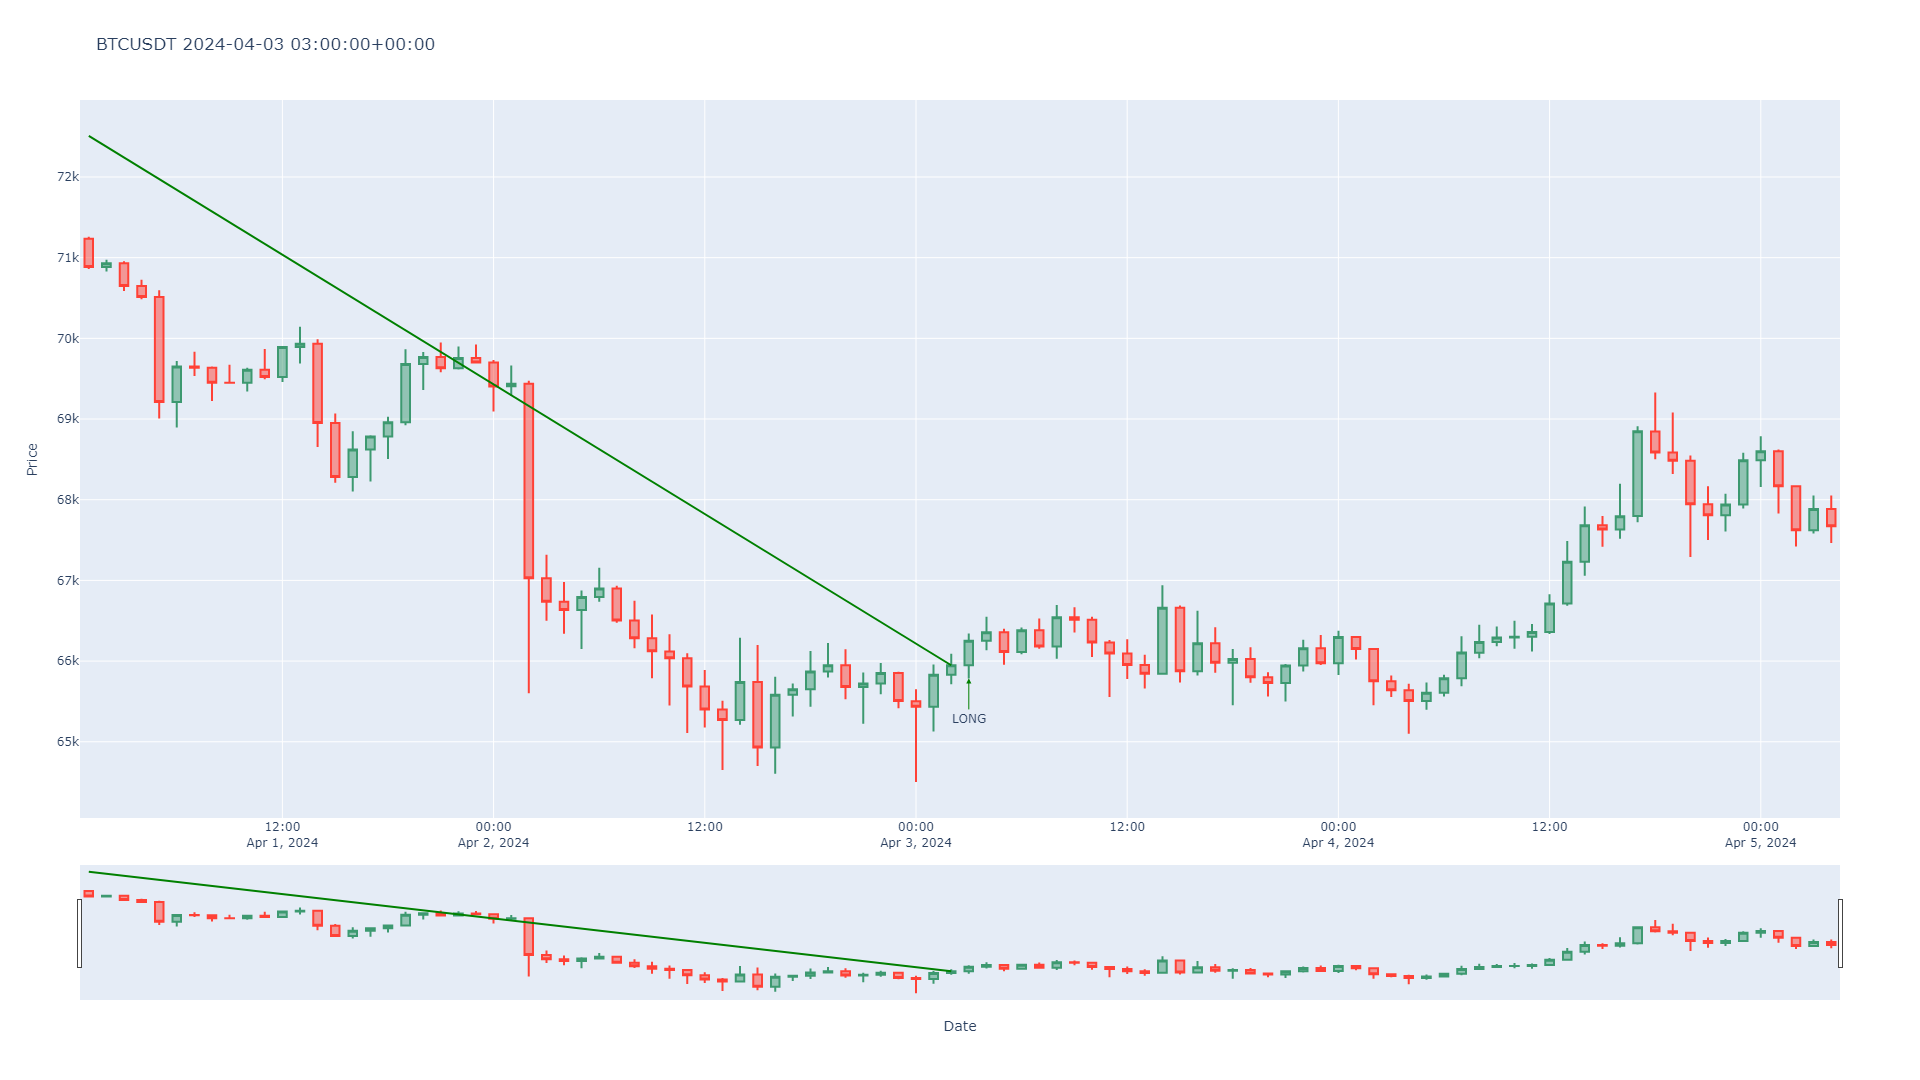 BTCUSDT 2024-04-03 03:00:00+00:00
72k
71k
70k
69k
68k
67k
66k
65k
Price
LONG
12:00 00:00 12:00 00:00 12:00 00:00 12:00 00:00
Apr 1, 2024 Apr 2, 2024 Apr 3, 2024 Apr 4, 2024 Apr 5, 2024
Date